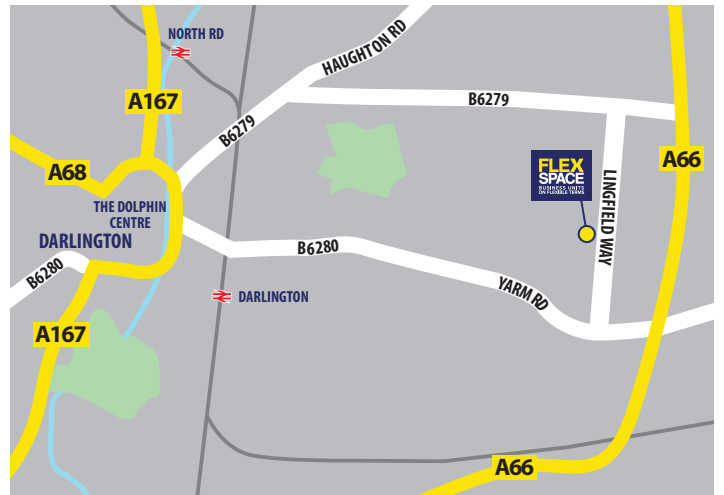 NORTH RD
HAUGHTON RD
A167
B6279
B6279
A68
A66
FLEX
SPACE
BUSINESS UNITS
ON FLEXIBLE TERMS
LINGFIELD WAY
THE DOLPHIN
CENTRE
DARLINGTON
B6280
B6280
DARLINGTON
YARM RD
A167
A66
A66